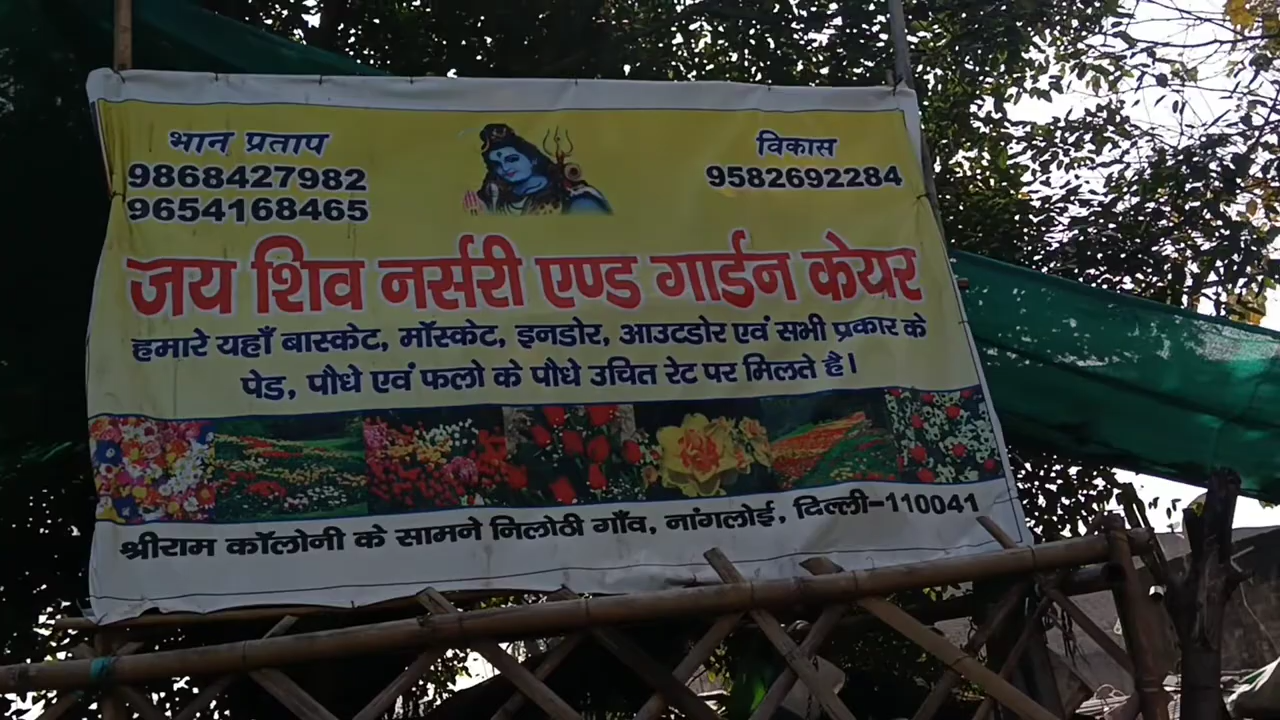 भान प्रताप
9868427982
9654168465
विकास
9582692284
जय शिव नर्सरी एण्ड गार्डन केयर
हमारे यहाँ बास्केट, मॉस्केट, इनडोर, आउटडोर एवं सभी प्रकार के
पेड, पौधे एवं फलो के पौधे उचित रेट पर मिलते है।
श्रीराम कॉलोनी के सामने निलोठी गाँव, नांगलोई, दिल्ली-110041